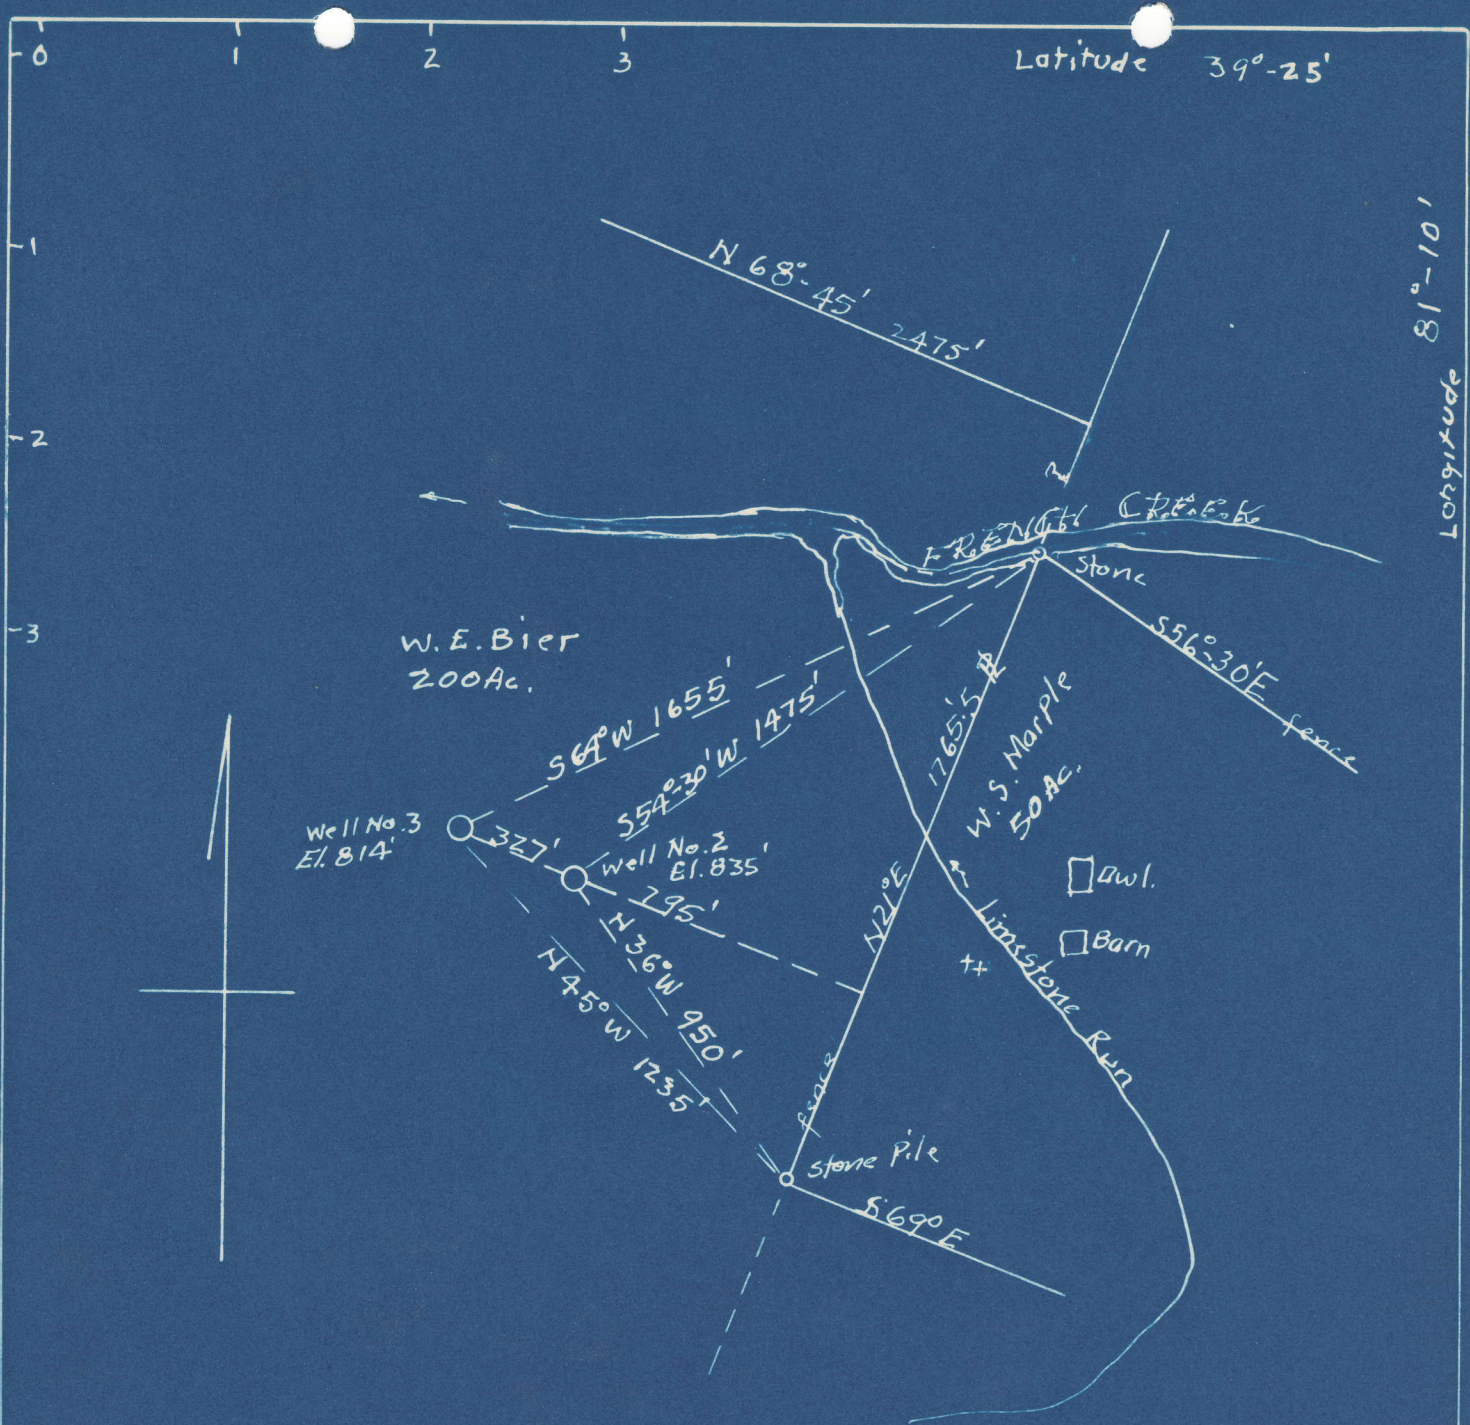 0 1 2 3
Latitude 39°-25'
Longitude 81°-10'
1
2
3
N 68°-45' 2475'
FRENCH CREEK
Stone
S56°-30'E
fence
W.E. Bier
200 Ac.
S 64° W 1655'
S54°-30' W 1475'
1765.5'
W.S. Marple
50 Ac.
Well No. 3
El. 814'
327'
Well No. 2
El. 835'
795'
N21°E
Dwl.
Barn
Limestone Run
N 36° W 950'
N 45° W 1235'
fence
Stone Pile
S 69° E